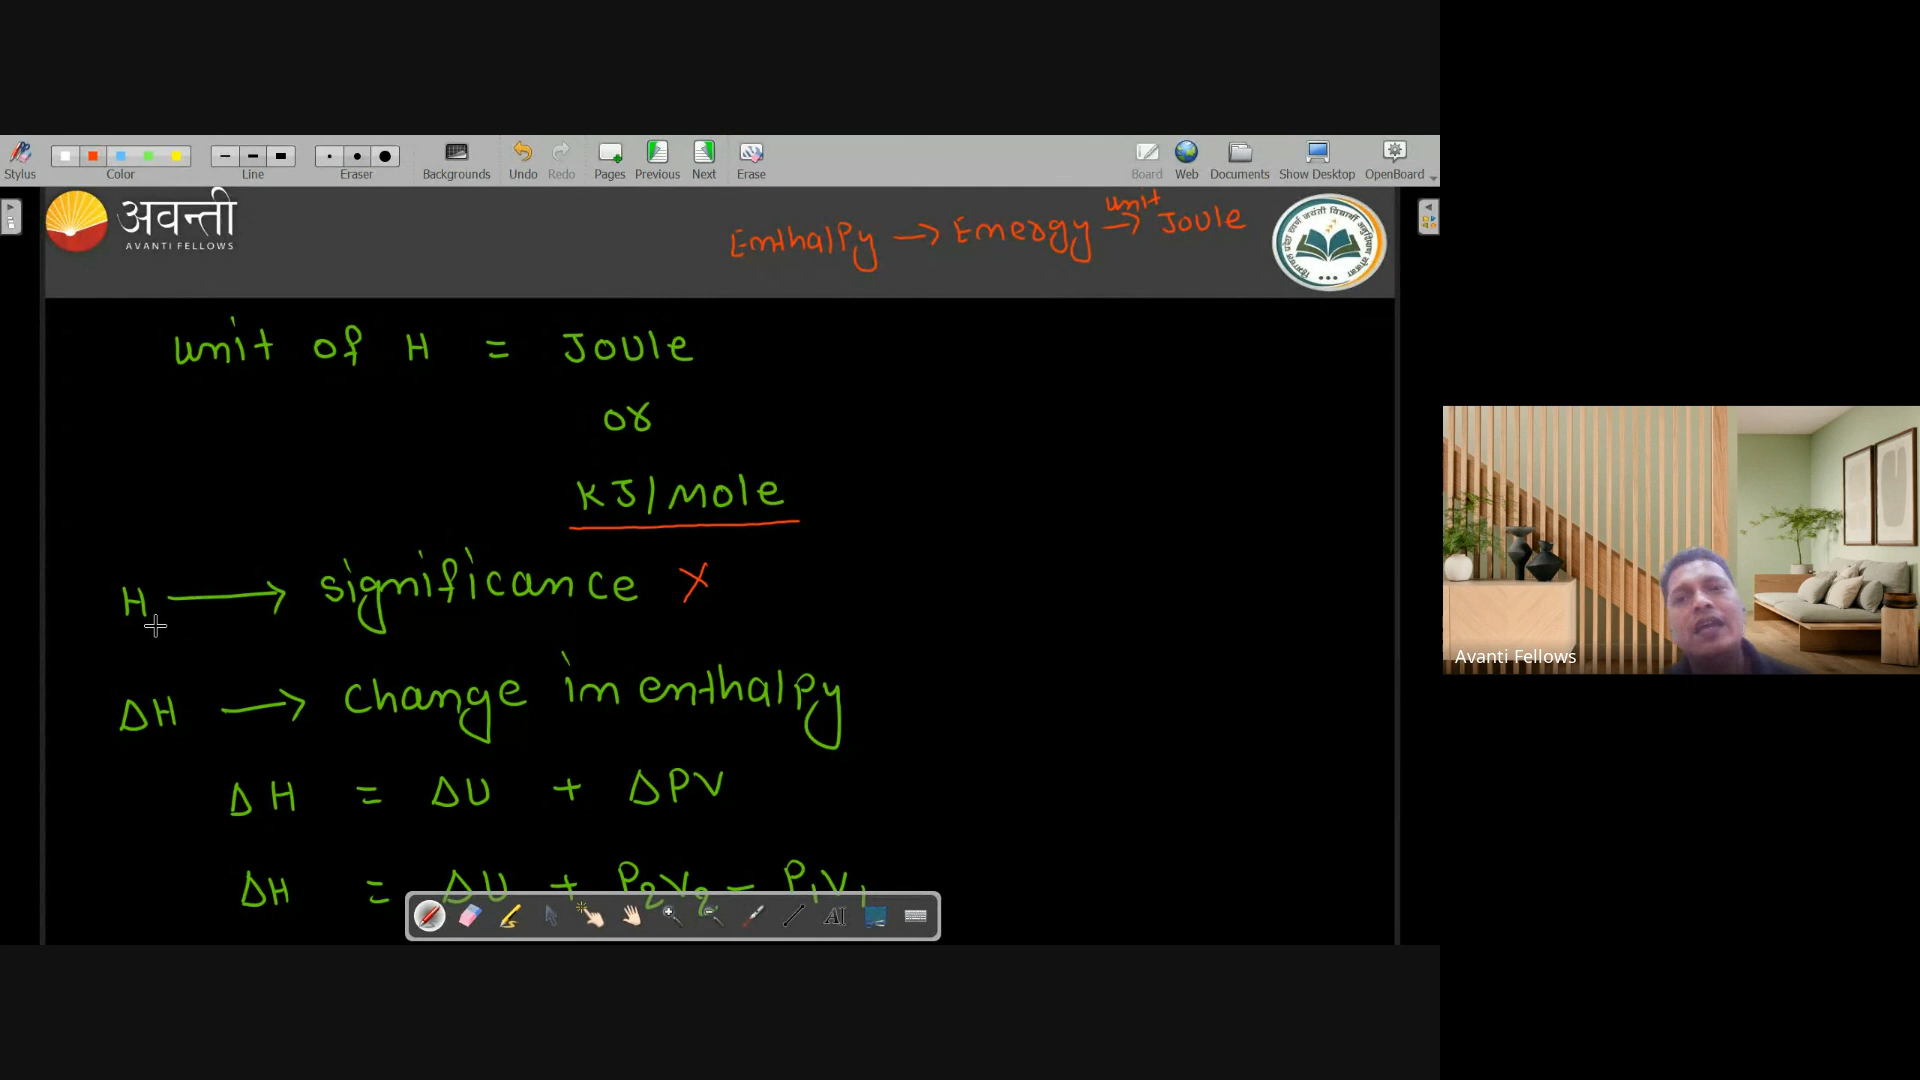 Stylus Color Line Eraser Backgrounds Undo Redo Pages Previous Next Erase Board Web Documents Show Desktop OpenBoard
अवन्ती
AVANTI FELLOWS
Enthalpy → Energy → unit Joule
unit of H = Joule
or
KJ/mole
H → significance X
ΔH → change in enthalpy
ΔH = ΔU + ΔPV
ΔH = ΔU + P₂V₂ - P₁V₁
Avanti Fellows